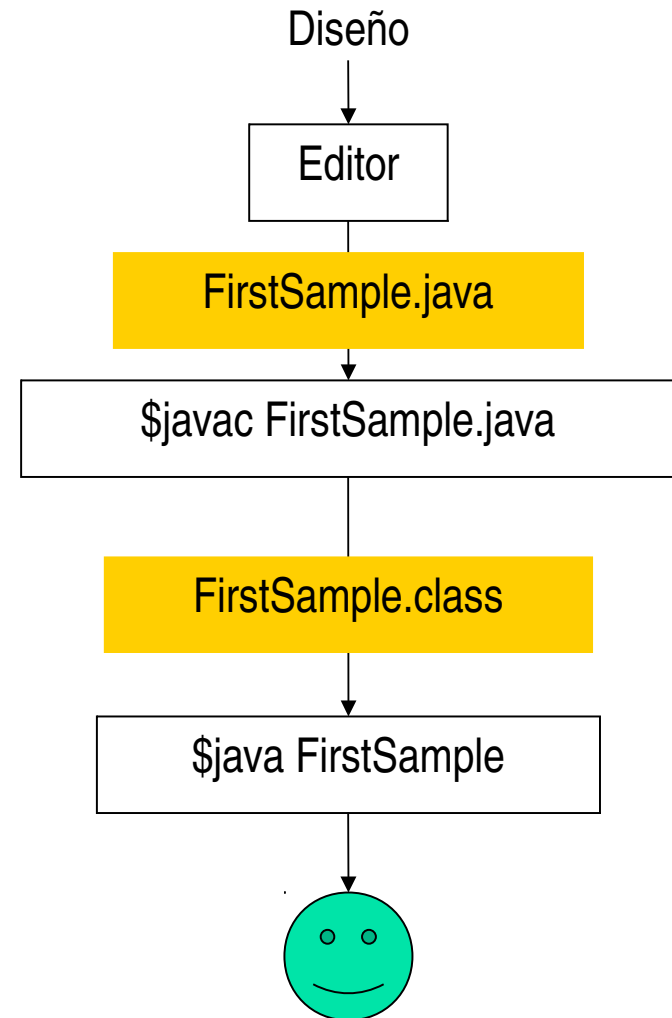 Diseño
Editor
FirstSample.java
$javac FirstSample.java
FirstSample.class
$java FirstSample